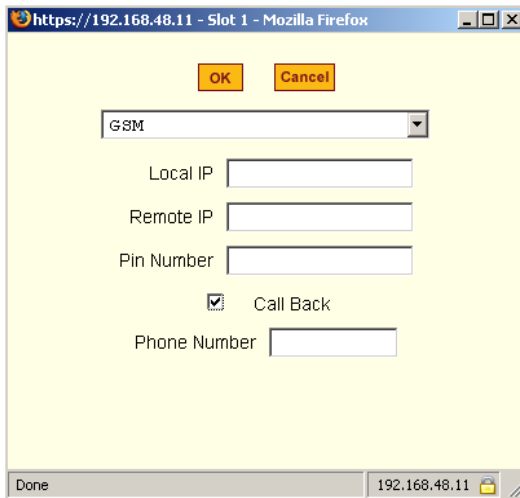 https://192.168.48.11 - Slot 1 - Mozilla Firefox
OK Cancel
GSM
Local IP
Remote IP
Pin Number
Call Back
Phone Number
Done 192.168.48.11